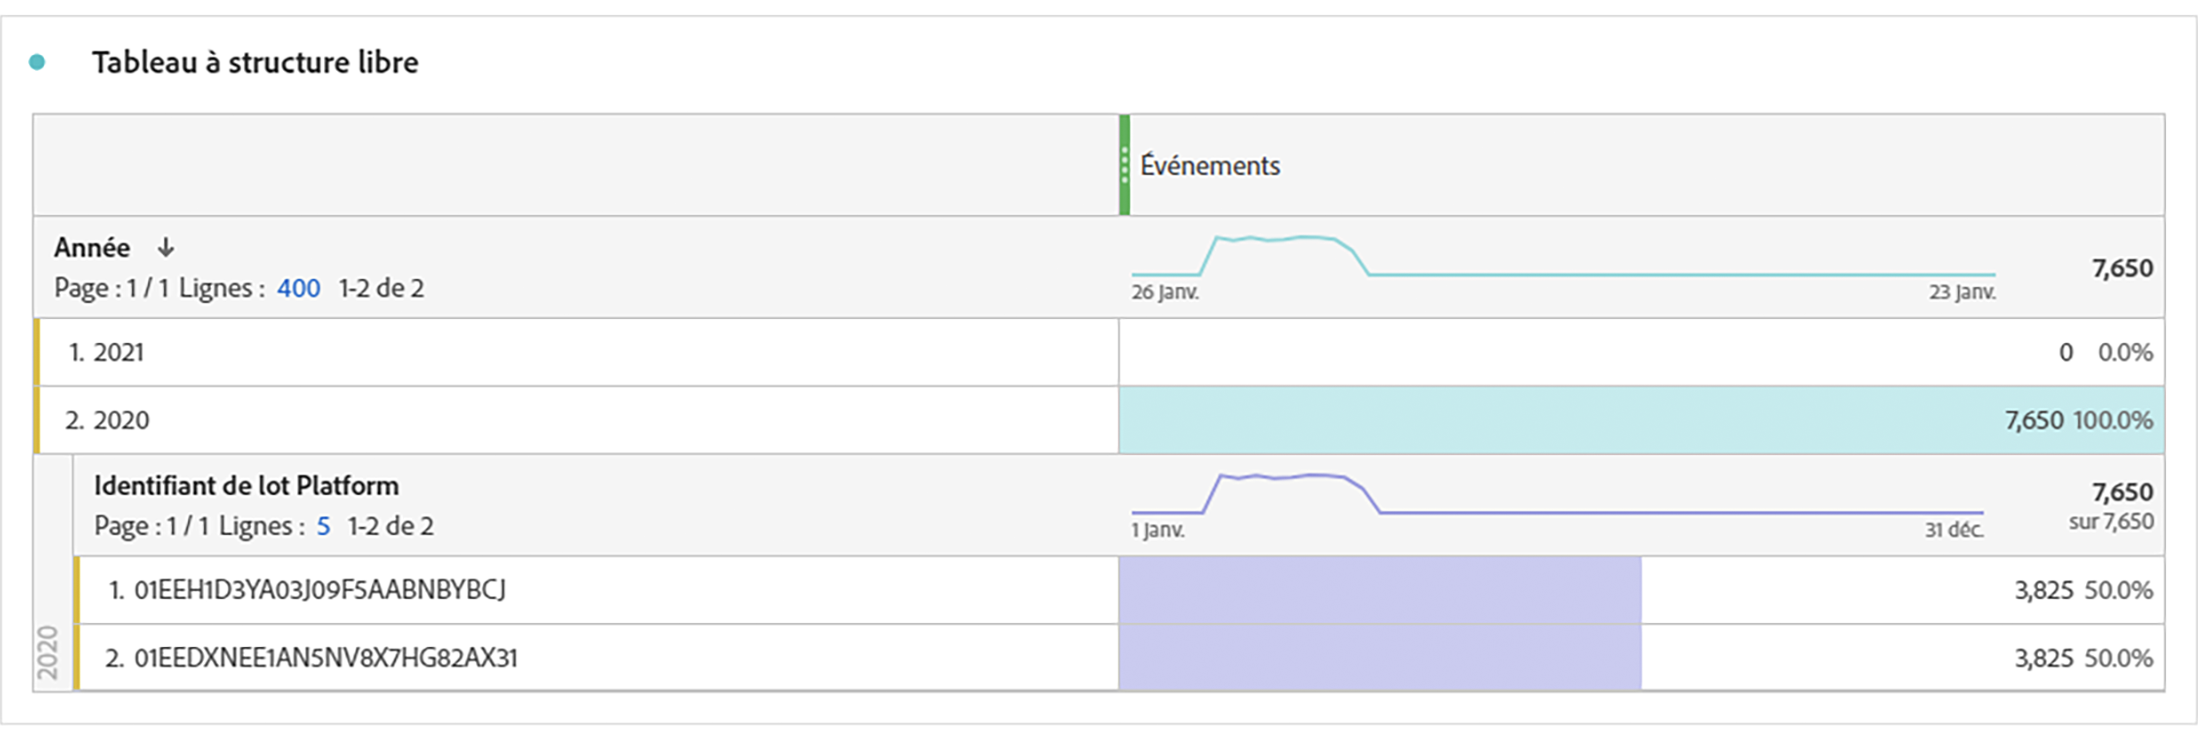 Tableau à structure libre
Événements
Année ↓
Page : 1 / 1 Lignes : 400 1-2 de 2
26 Janv.
23 Janv.
7,650
1. 2021
0 0.0%
2. 2020
7,650 100.0%
Identifiant de lot Platform
Page : 1 / 1 Lignes : 5 1-2 de 2
1 Janv.
31 déc.
7,650
sur 7,650
2020
1. 01EEH1D3YA03J09F5AABNBYBCJ
3,825 50.0%
2. 01EEDXNEE1AN5NV8X7HG82AX31
3,825 50.0%